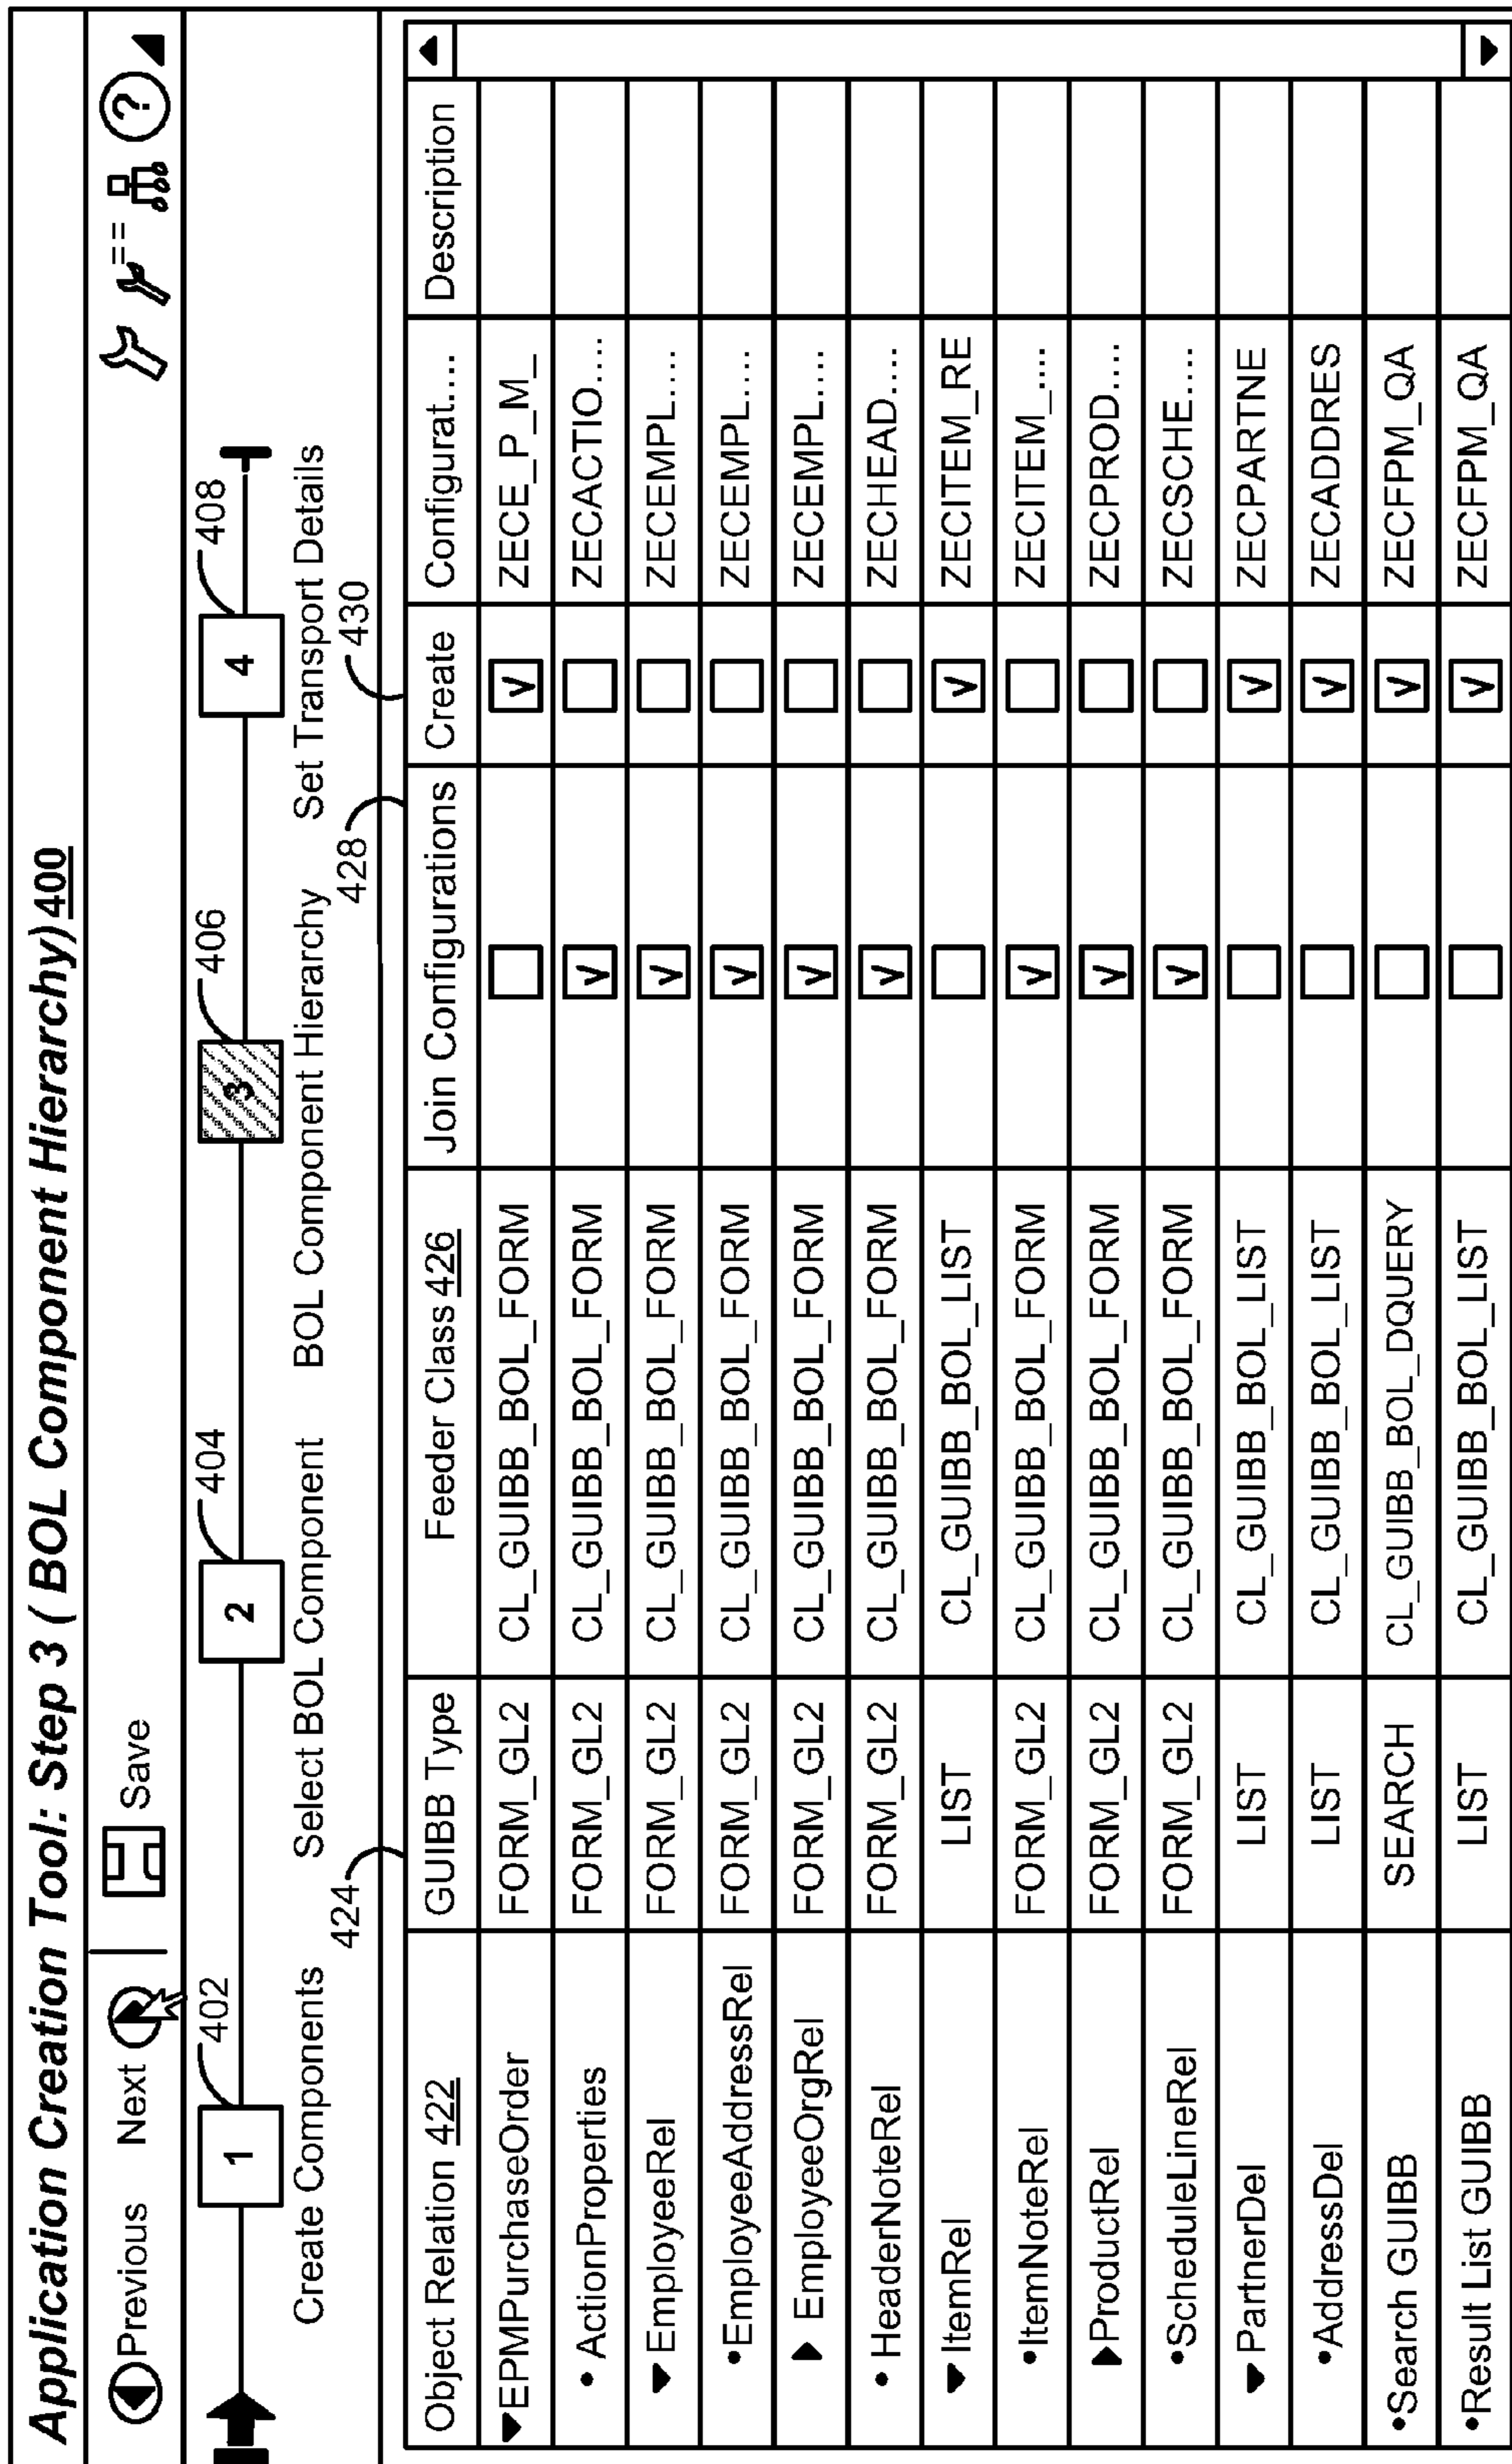 Application Creation Tool: Step 3 ( BOL Component Hierarchy) 400
Previous Next Save == ?
402 404 406 408
1 2 3 4
Create Components Select BOL Component BOL Component Hierarchy Set Transport Details
424 428 430
Object Relation 422 GUIBB Type Feeder Class 426 Join Configurations Create Configurat.... Description
EPMPurchaseOrder FORM_GL2 CL_GUIBB_BOL_FORM v ZECE_P_M_
• ActionProperties FORM_GL2 CL_GUIBB_BOL_FORM v ZECACTIO....
EmployeeRel FORM_GL2 CL_GUIBB_BOL_FORM v ZECEMPL....
•EmployeeAddressRel FORM_GL2 CL_GUIBB_BOL_FORM v ZECEMPL....
EmployeeOrgRel FORM_GL2 CL_GUIBB_BOL_FORM v ZECEMPL....
• HeaderNoteRel FORM_GL2 CL_GUIBB_BOL_FORM v ZECHEAD....
ItemRel LIST CL_GUIBB_BOL_LIST v ZECITEM_RE
•ItemNoteRel FORM_GL2 CL_GUIBB_BOL_FORM v ZECITEM_....
ProductRel FORM_GL2 CL_GUIBB_BOL_FORM v ZECPROD....
•ScheduleLineRel FORM_GL2 CL_GUIBB_BOL_FORM v ZECSCHE....
PartnerDel LIST CL_GUIBB_BOL_LIST v ZECPARTNE
•AddressDel LIST CL_GUIBB_BOL_LIST v ZECADDRES
•Search GUIBB SEARCH CL_GUIBB_BOL_DQUERY v ZECFPM_QA
•Result List GUIBB LIST CL_GUIBB_BOL_LIST v ZECFPM_QA